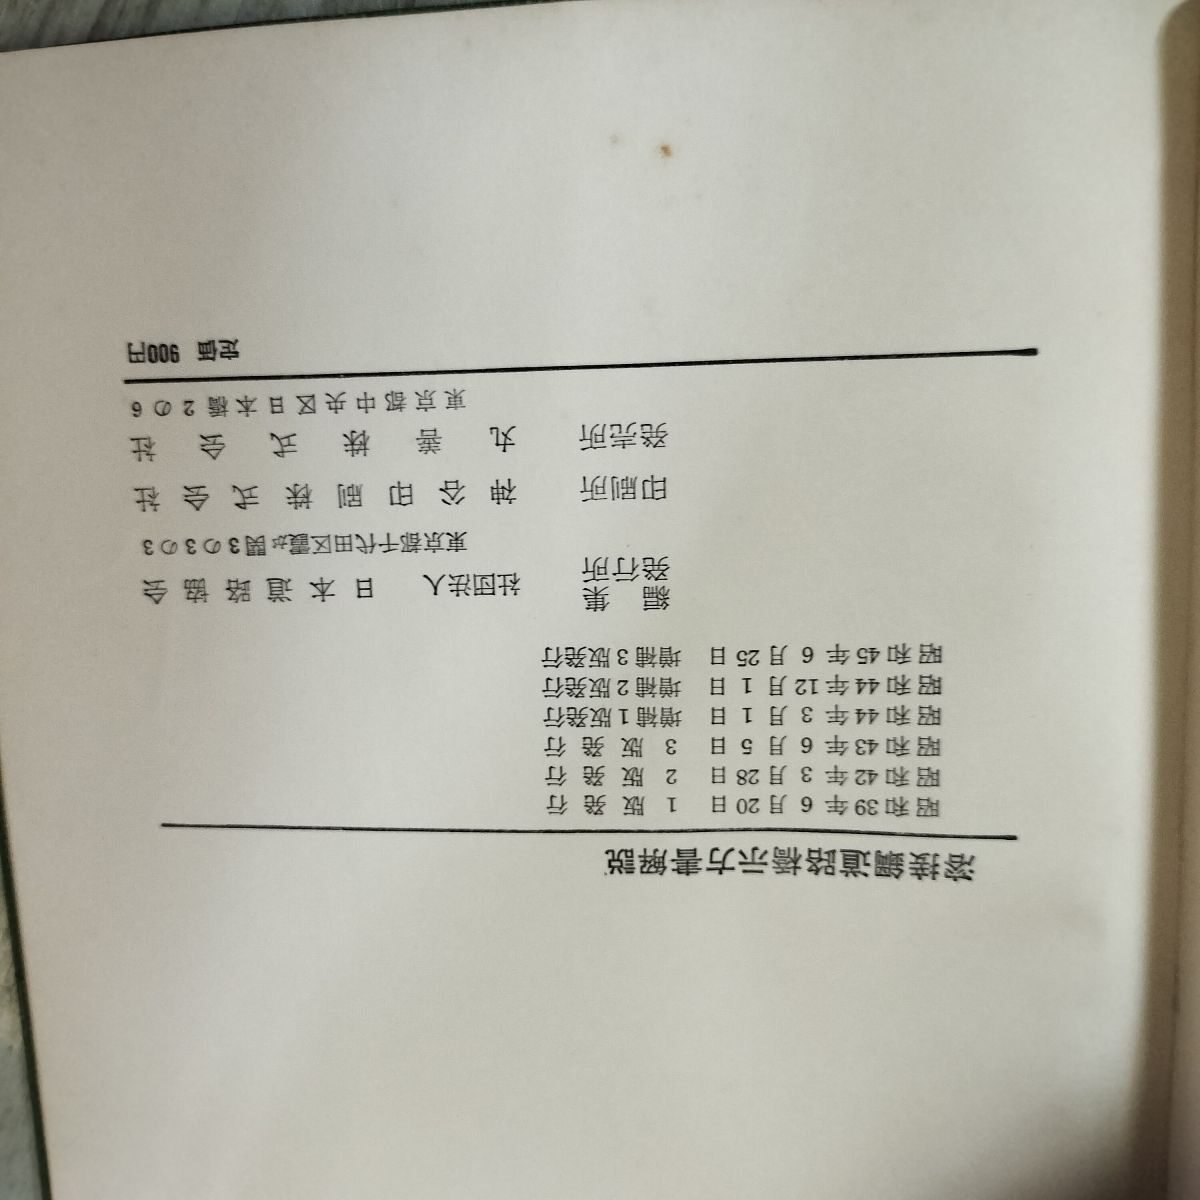 溶接鋼道路橋示方書解説
昭和39年 6月20日 1版発行
昭和42年 3月28日 2版発行
昭和43年 6月5日 3版発行
昭和44年 3月1日 増補1版発行
昭和44年12月1日 増補2版発行
昭和45年 6月25日 増補3版発行
編集
発行所 社団法人 日本道路協会
東京都千代田区霞が関3の3の3
印刷所 神谷印刷株式会社
発売所 丸善株式会社
東京都中央区日本橋2の6
定価 900円